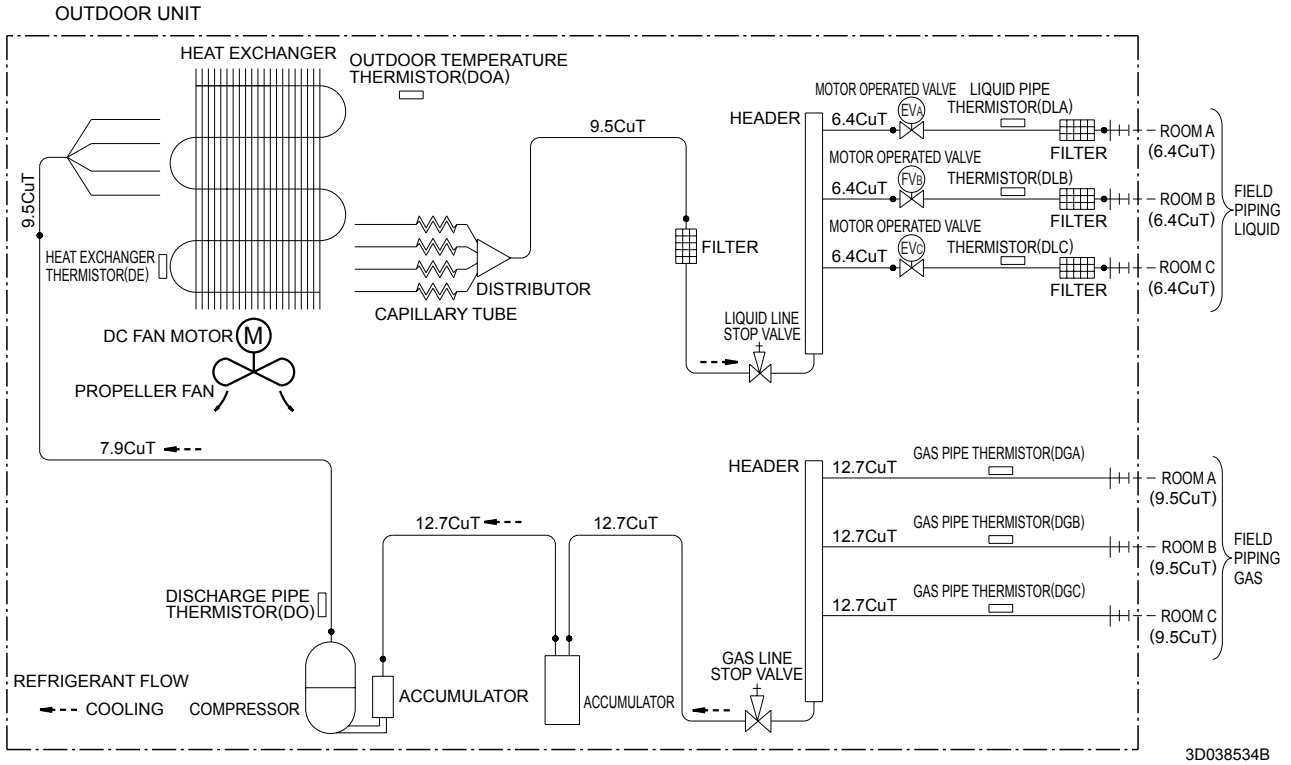 OUTDOOR UNIT
HEAT EXCHANGER
OUTDOOR TEMPERATURE
THERMISTOR(DOA)
9.5CuT
HEAT EXCHANGER
THERMISTOR(DE)
DC FAN MOTOR
M
PROPELLER FAN
CAPILLARY TUBE
DISTRIBUTOR
9.5CuT
FILTER
LIQUID LINE
STOP VALVE
HEADER
MOTOR OPERATED VALVE
LIQUID PIPE
6.4CuT
EVA
THERMISTOR(DLA)
FILTER
ROOM A
(6.4CuT)
MOTOR OPERATED VALVE
6.4CuT
FVB
THERMISTOR(DLB)
FILTER
ROOM B
(6.4CuT)
MOTOR OPERATED VALVE
6.4CuT
EVC
THERMISTOR(DLC)
FILTER
ROOM C
(6.4CuT)
FIELD
PIPING
LIQUID
7.9CuT
DISCHARGE PIPE
THERMISTOR(DO)
12.7CuT
12.7CuT
HEADER
12.7CuT
GAS PIPE THERMISTOR(DGA)
ROOM A
(9.5CuT)
12.7CuT
GAS PIPE THERMISTOR(DGB)
ROOM B
(9.5CuT)
12.7CuT
GAS PIPE THERMISTOR(DGC)
ROOM C
(9.5CuT)
FIELD
PIPING
GAS
GAS LINE
STOP VALVE
REFRIGERANT FLOW
COOLING
COMPRESSOR
ACCUMULATOR
ACCUMULATOR
3D038534B